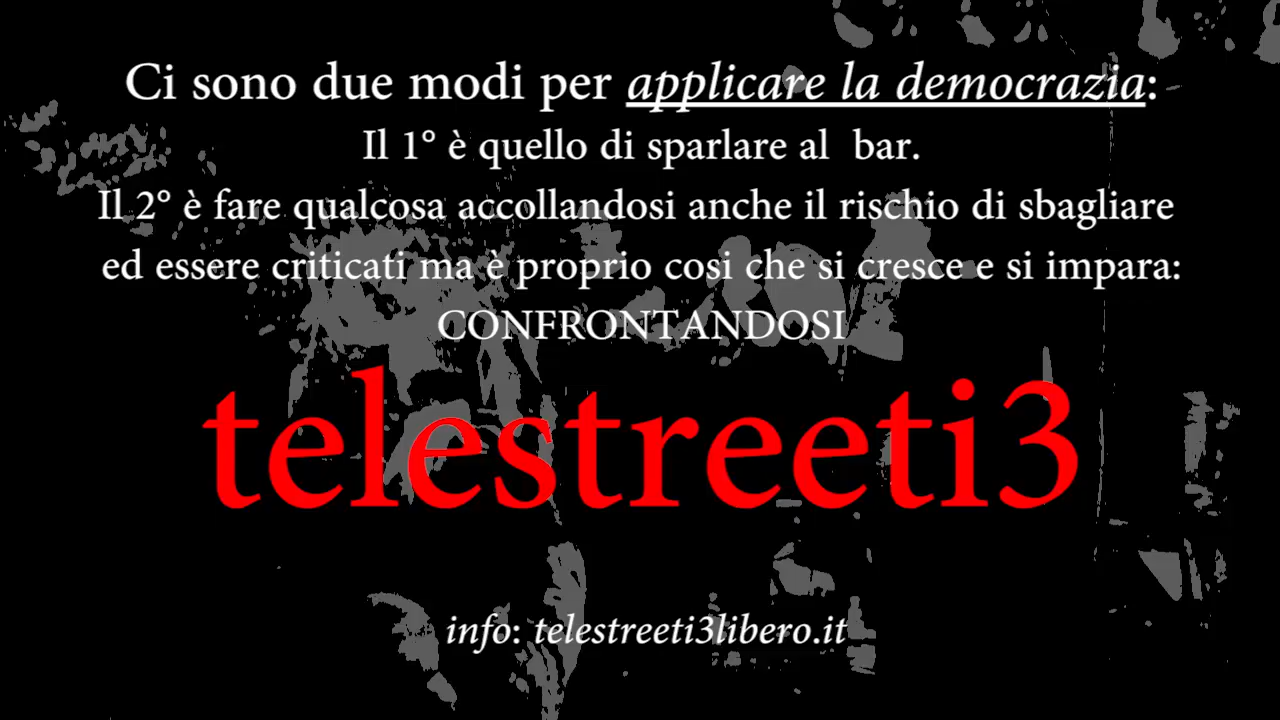 Ci sono due modi per applicare la democrazia:
Il 1° è quello di sparlare al bar.
Il 2° è fare qualcosa accollandosi anche il rischio di sbagliare
ed essere criticati ma è proprio cosi che si cresce e si impara:
CONFRONTANDOSI
telestreeti3
info: telestreeti3libero.it